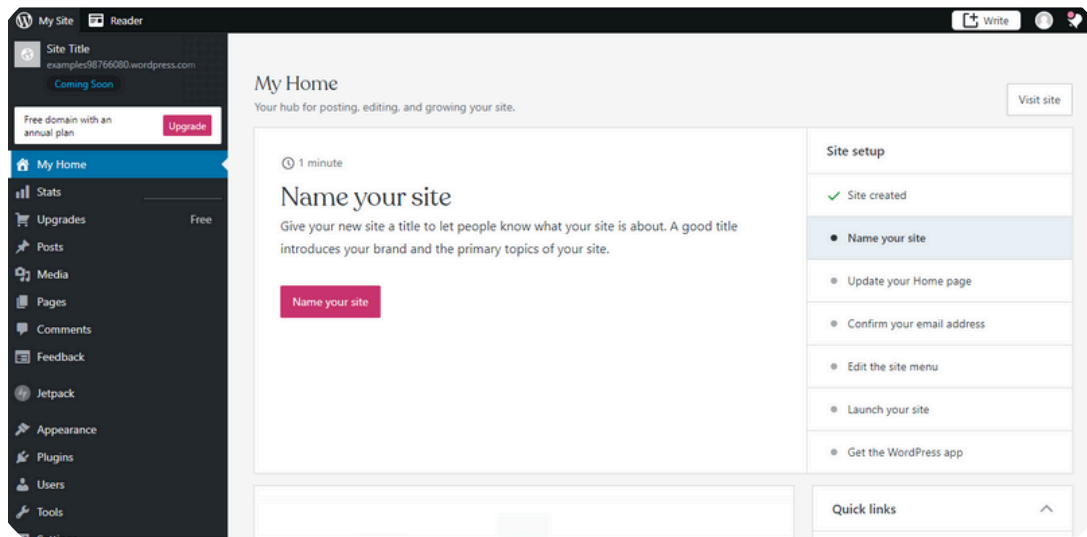 My Site
Reader
Write
Site Title
examples98766080.wordpress.com
Coming Soon
Free domain with an
annual plan
Upgrade
My Home
Stats
Upgrades
Free
Posts
Media
Pages
Comments
Feedback
Jetpack
Appearance
Plugins
Users
Tools
My Home
Your hub for posting, editing, and growing your site.
Visit site
1 minute
Name your site
Give your new site a title to let people know what your site is about. A good title
introduces your brand and the primary topics of your site.
Name your site
Site setup
Site created
Name your site
Update your Home page
Confirm your email address
Edit the site menu
Launch your site
Get the WordPress app
Quick links